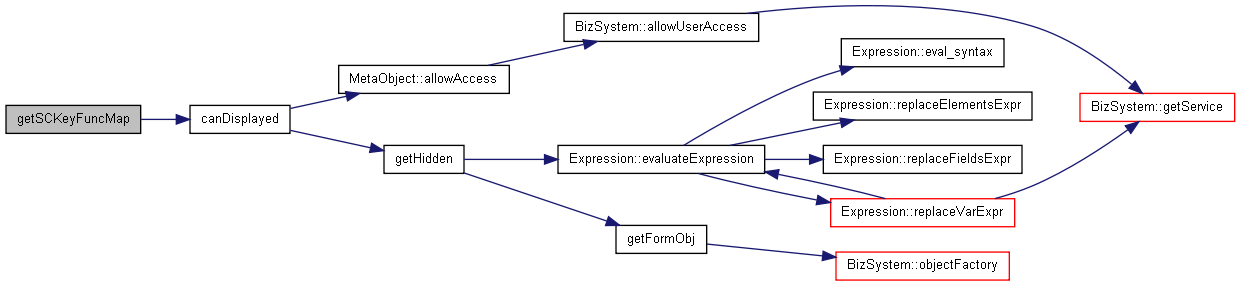 BizSystem::allowUserAccess
Expression::eval_syntax
MetaObject::allowAccess
Expression::replaceElementsExpr
BizSystem::getService
getSCKeyFuncMap
canDisplayed
getHidden
Expression::evaluateExpression
Expression::replaceFieldsExpr
Expression::replaceVarExpr
getFormObj
BizSystem::objectFactory